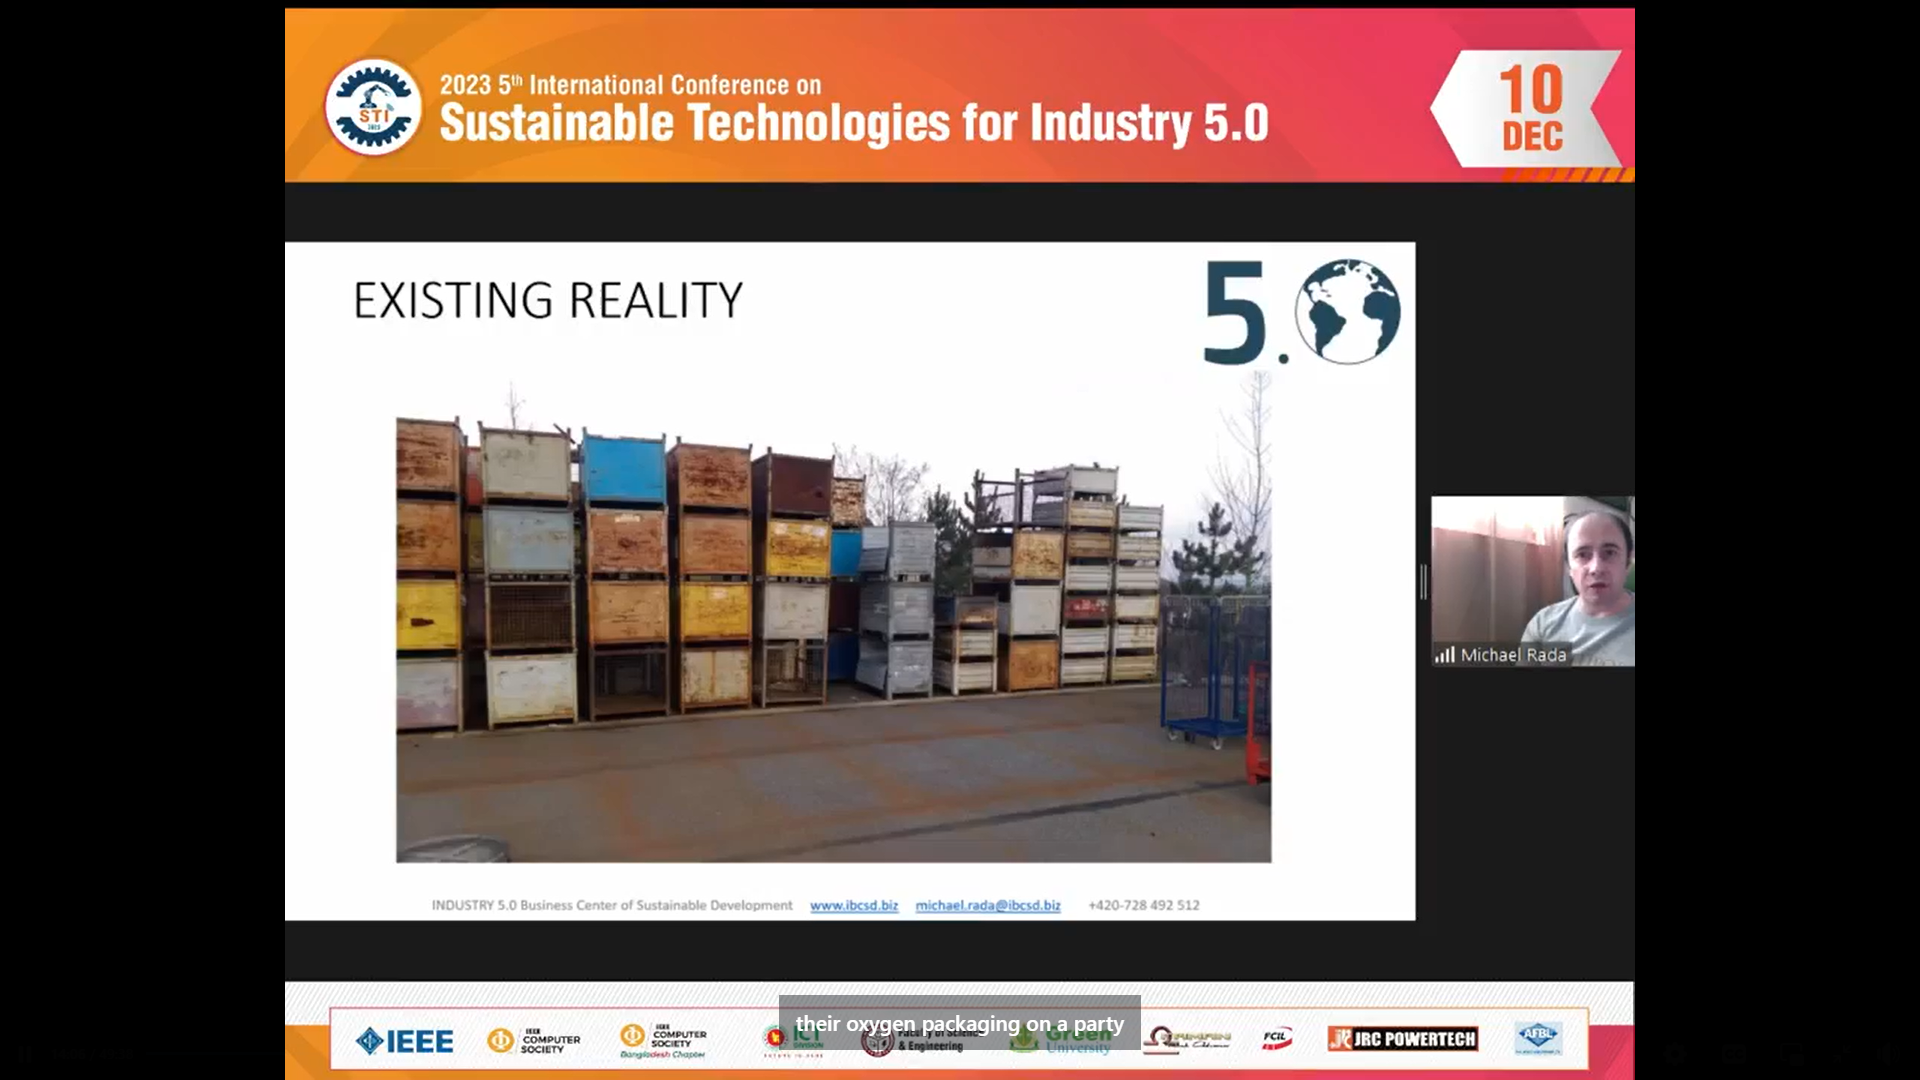 2023 5th International Conference on
Sustainable Technologies for Industry 5.0
STI
10
DEC
EXISTING REALITY
5.
Michael Rada
INDUSTRY 5.0 Business Center of Sustainable Development www.ibcsd.biz michael.rada@ibcsd.biz +420-728 492 512
their oxygen packaging on a party
IEEE
IEEE
COMPUTER
SOCIETY
IEEE
COMPUTER
SOCIETY
Bangladesh Chapter
ICT
DIVISION
Faculty of Science
& Engineering
Green
University
FCIL
JRC POWERTECH
AFBL